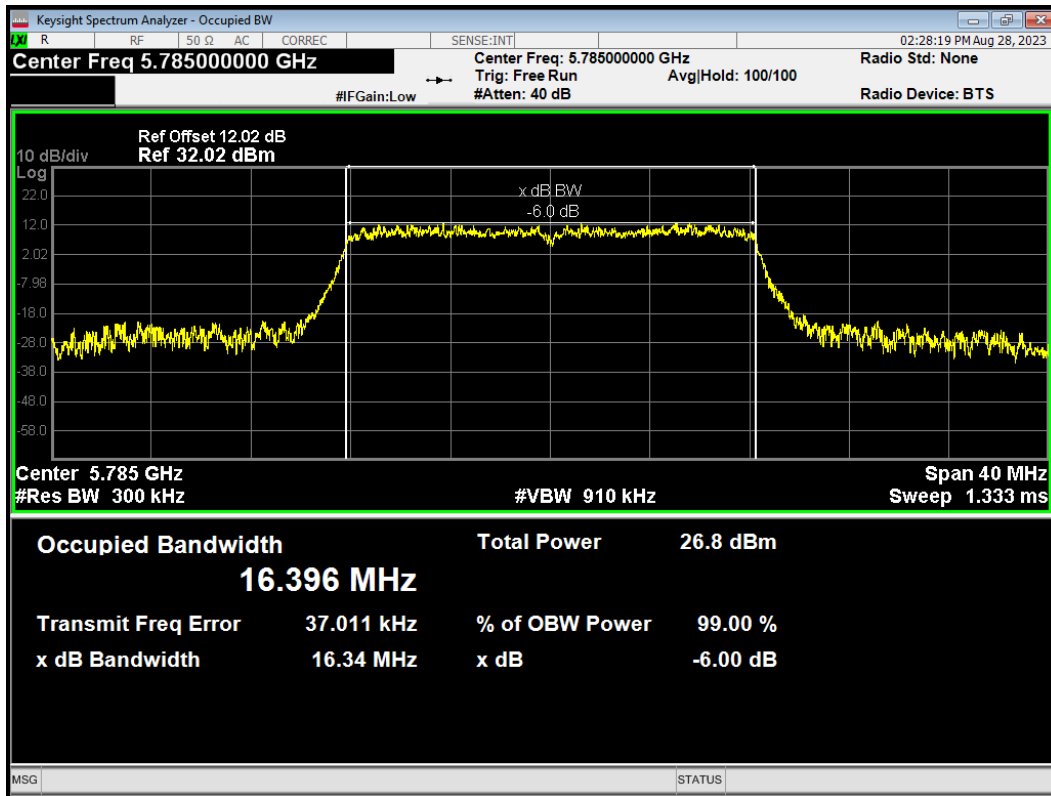 Keysight Spectrum Analyzer - Occupied BW
LXI R RF 50 Ω AC CORREC SENSE:INT 02:28:19 PM Aug 28, 2023
Center Freq 5.785000000 GHz Center Freq: 5.785000000 GHz Radio Std: None
Trig: Free Run Avg|Hold: 100/100
#IFGain:Low #Atten: 40 dB Radio Device: BTS
Ref Offset 12.02 dB
10 dB/div Ref 32.02 dBm
Log
22.0
x dB BW
-6.0 dB
12.0
2.02
-7.98
-18.0
-28.0
-38.0
-48.0
-58.0
Center 5.785 GHz Span 40 MHz
#Res BW 300 kHz #VBW 910 kHz Sweep 1.333 ms
Occupied Bandwidth Total Power 26.8 dBm
16.396 MHz
Transmit Freq Error 37.011 kHz % of OBW Power 99.00 %
x dB Bandwidth 16.34 MHz x dB -6.00 dB
MSG STATUS